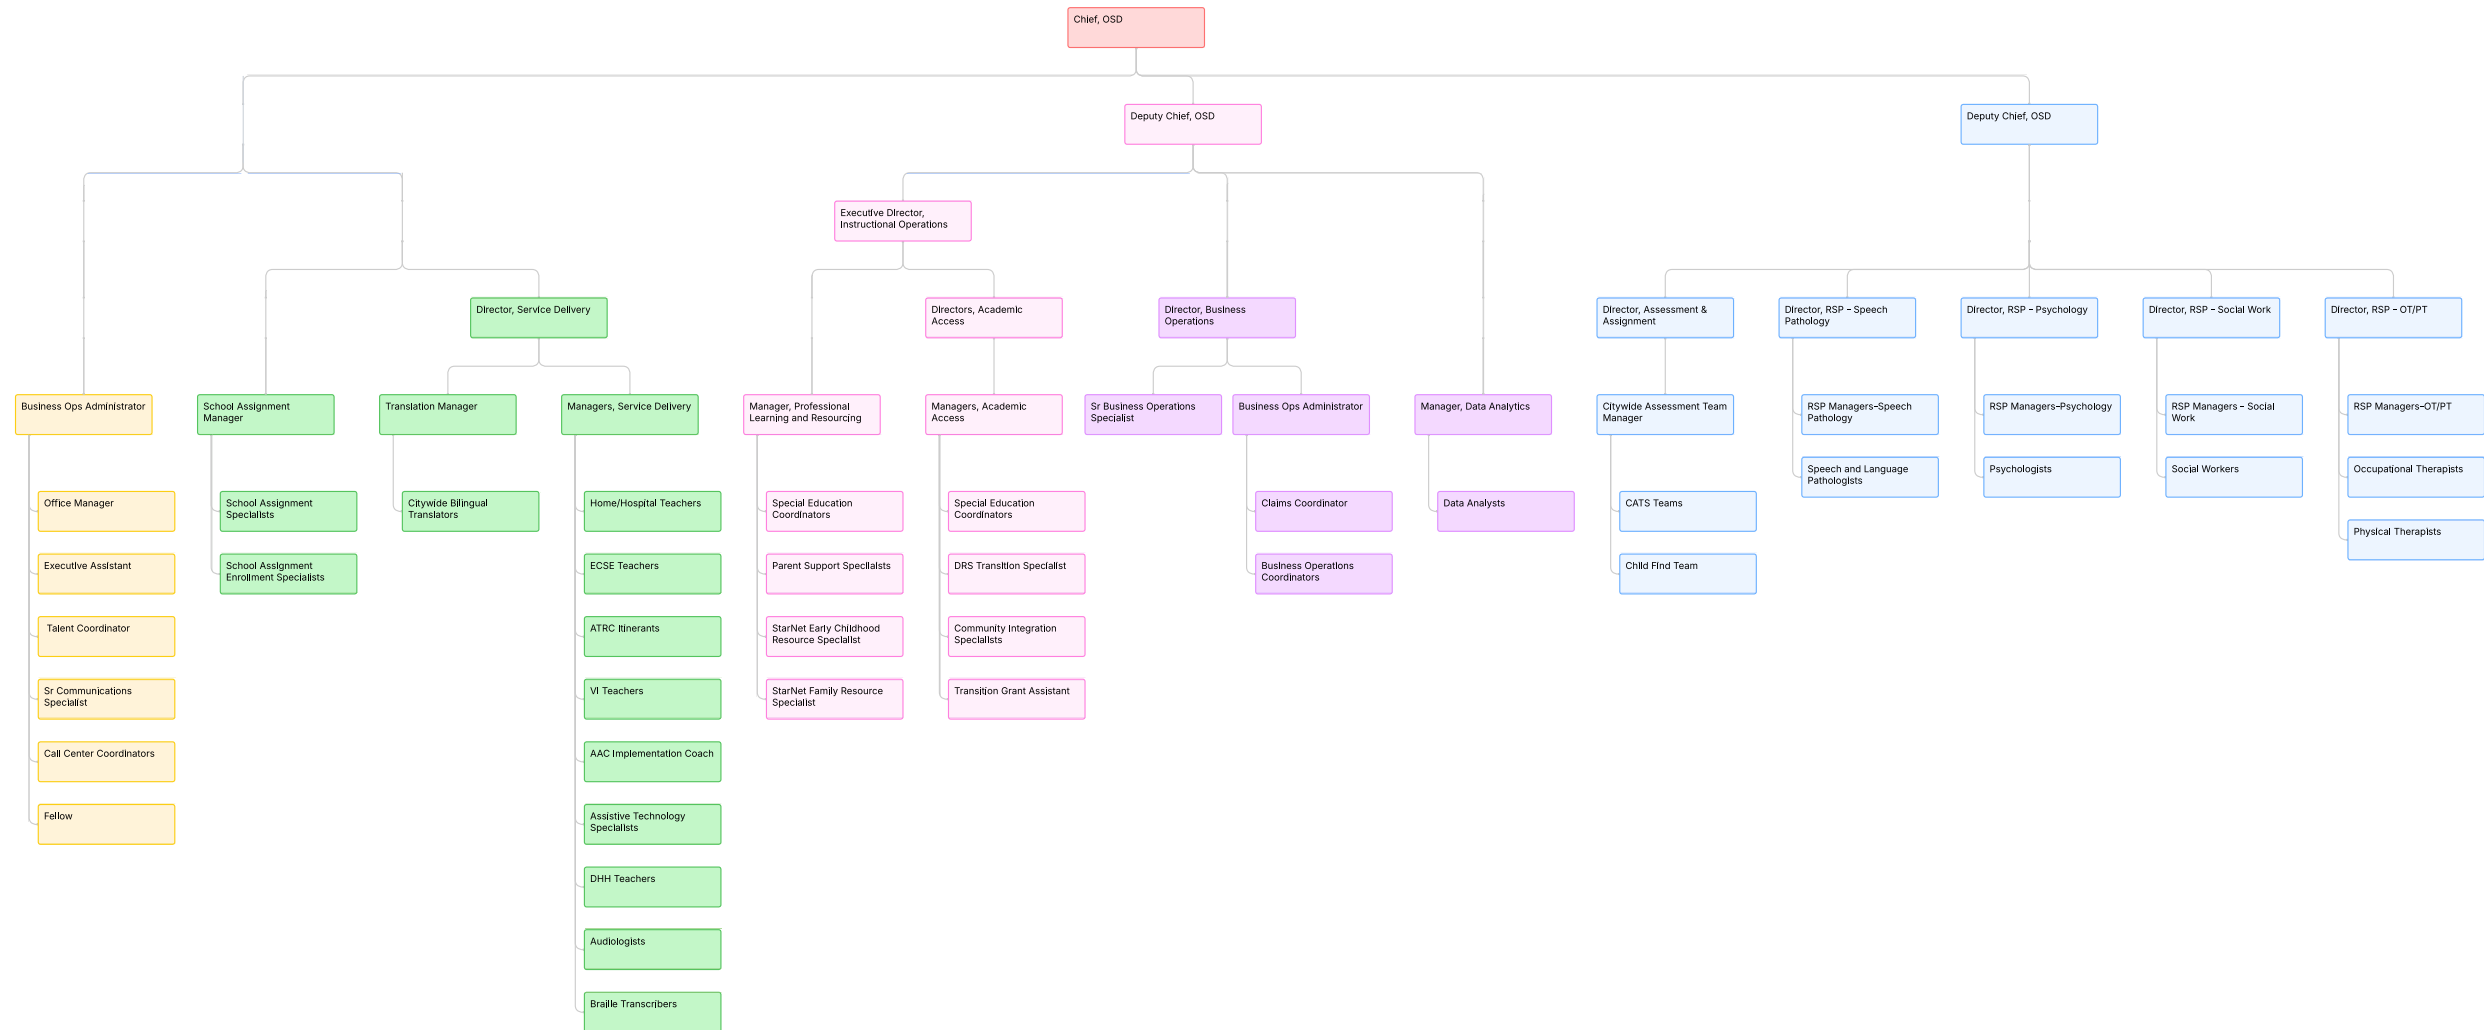 Chief, OSD
Deputy Chief, OSD
Deputy Chief, OSD
Executive Director,
Instructional Operations
Director, Service Delivery
Directors, Academic
Access
Director, Business
Operations
Director, Assessment &
Assignment
Director, RSP – Speech
Pathology
Director, RSP – Psychology
Director, RSP – Social Work
Director, RSP – OT/PT
Business Ops Administrator
School Assignment
Manager
Translation Manager
Managers, Service Delivery
Manager, Professional
Learning and Resourcing
Managers, Academic
Access
Sr Business Operations
Specialist
Business Ops Administrator
Manager, Data Analytics
Citywide Assessment Team
Manager
RSP Managers–Speech
Pathology
RSP Managers–Psychology
RSP Managers – Social
Work
RSP Managers–OT/PT
Speech and Language
Pathologists
Psychologists
Social Workers
Occupational Therapists
Office Manager
School Assignment
Specialists
Citywide Bilingual
Translators
Home/Hospital Teachers
Special Education
Coordinators
Special Education
Coordinators
Claims Coordinator
Data Analysts
CATS Teams
Physical Therapists
Executive Assistant
School Assignment
Enrollment Specialists
ECSE Teachers
Parent Support Specilaists
DRS Transition Specialist
Business Operations
Coordinators
Child Find Team
Talent Coordinator
ATRC Itinerants
StarNet Early Childhood
Resource Specialist
Community Integration
Specialists
Sr Communications
Specialist
VI Teachers
StarNet Family Resource
Specialist
Transition Grant Assistant
Call Center Coordinators
AAC Implementation Coach
Fellow
Assistive Technology
Specialists
DHH Teachers
Audiologists
Braille Transcribers